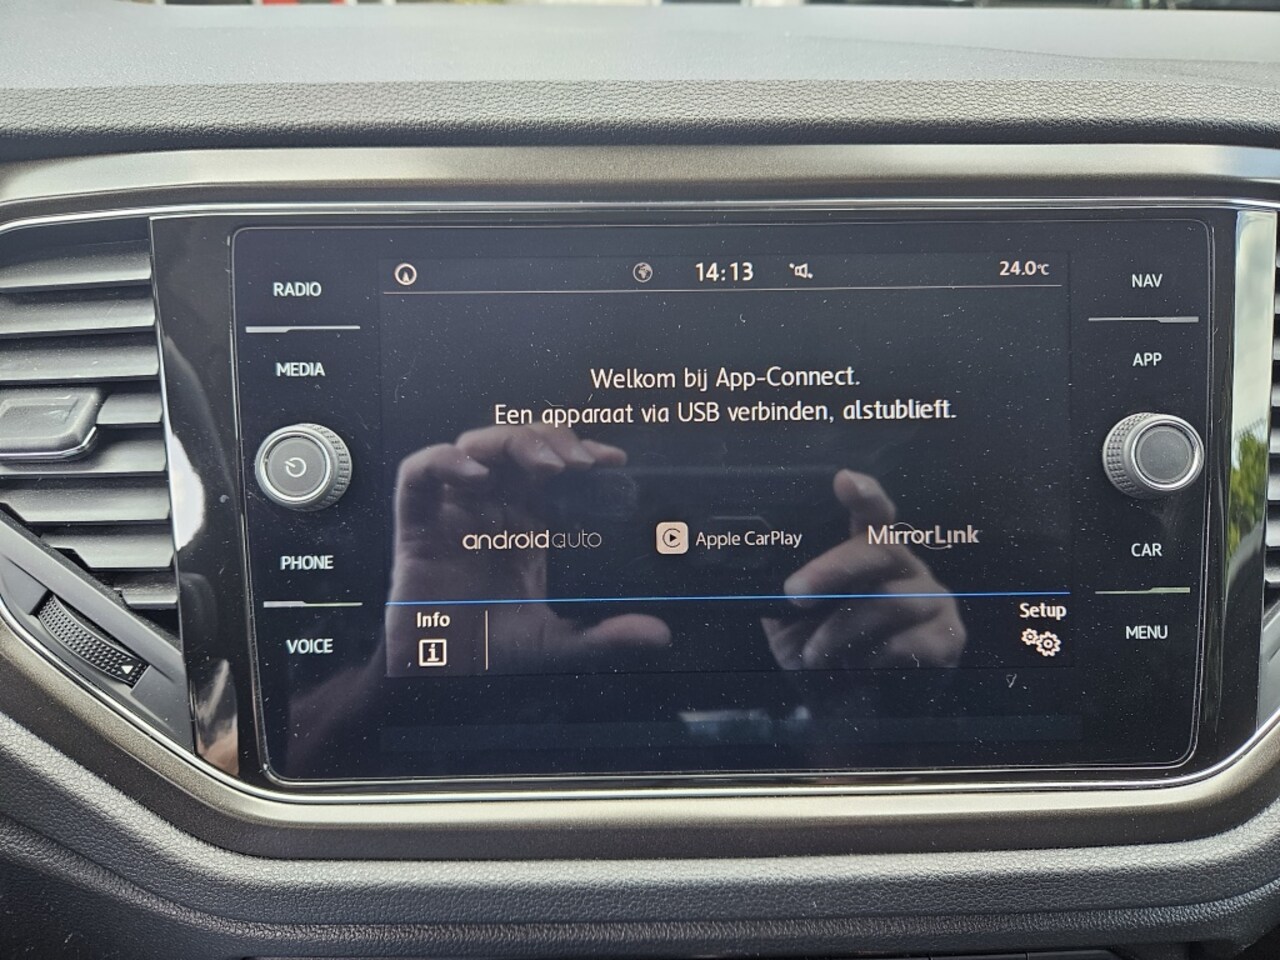 RADIO
MEDIA
PHONE
VOICE
14:13
24.0°C
Welkom bij App-Connect.
Een apparaat via USB verbinden, alstublieft.
androidauto
Apple CarPlay
MirrorLink
Info
i
Setup
NAV
APP
CAR
MENU